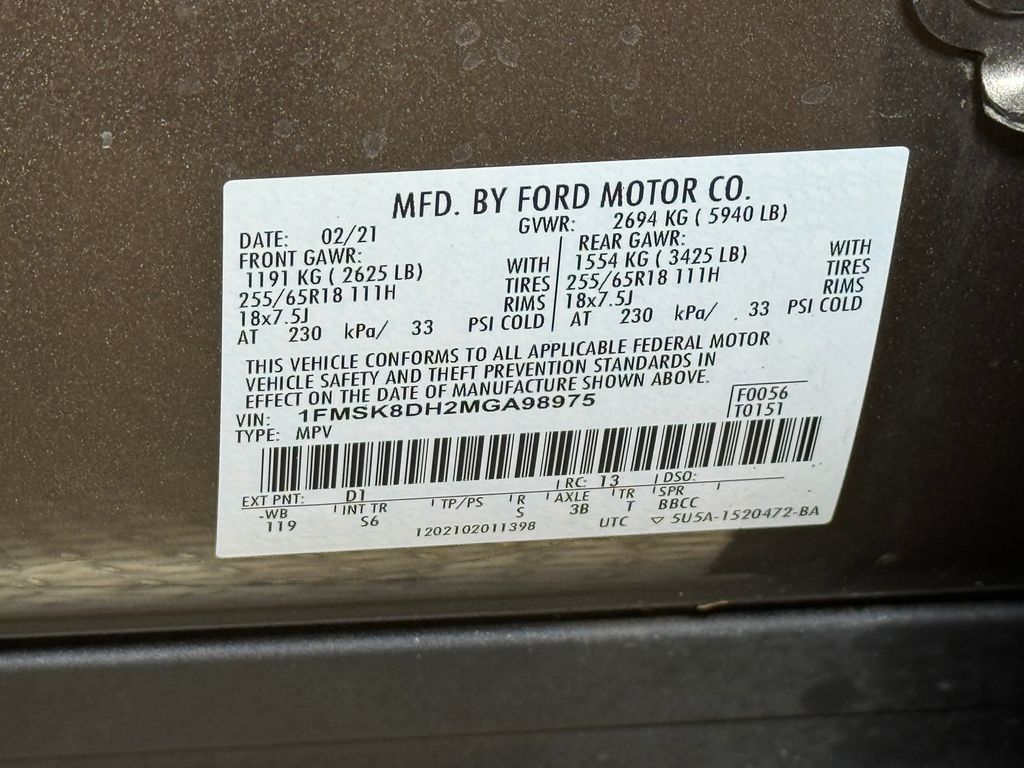 MFD. BY FORD MOTOR CO.
DATE: 02/21 GVWR: 2694 KG ( 5940 LB)
FRONT GAWR: REAR GAWR:
1191 KG ( 2625 LB) WITH 1554 KG ( 3425 LB) WITH
255/65R18 111H TIRES 255/65R18 111H TIRES
18x7.5J RIMS 18x7.5J RIMS
AT 230 kPa/ 33 PSI COLD AT 230 kPa/ 33 PSI COLD
THIS VEHICLE CONFORMS TO ALL APPLICABLE FEDERAL MOTOR
VEHICLE SAFETY AND THEFT PREVENTION STANDARDS IN
EFFECT ON THE DATE OF MANUFACTURE SHOWN ABOVE.
VIN: 1FMSK8DH2MGA98975 F0056
TYPE: MPV T0151
EXT PNT: D1 RC: 13 DSO:
WB INT TR TP/PS R AXLE TR SPR
119 S6 S 3B T BBCC
1202102011398 UTC ▽ 5U5A-1520472-BA